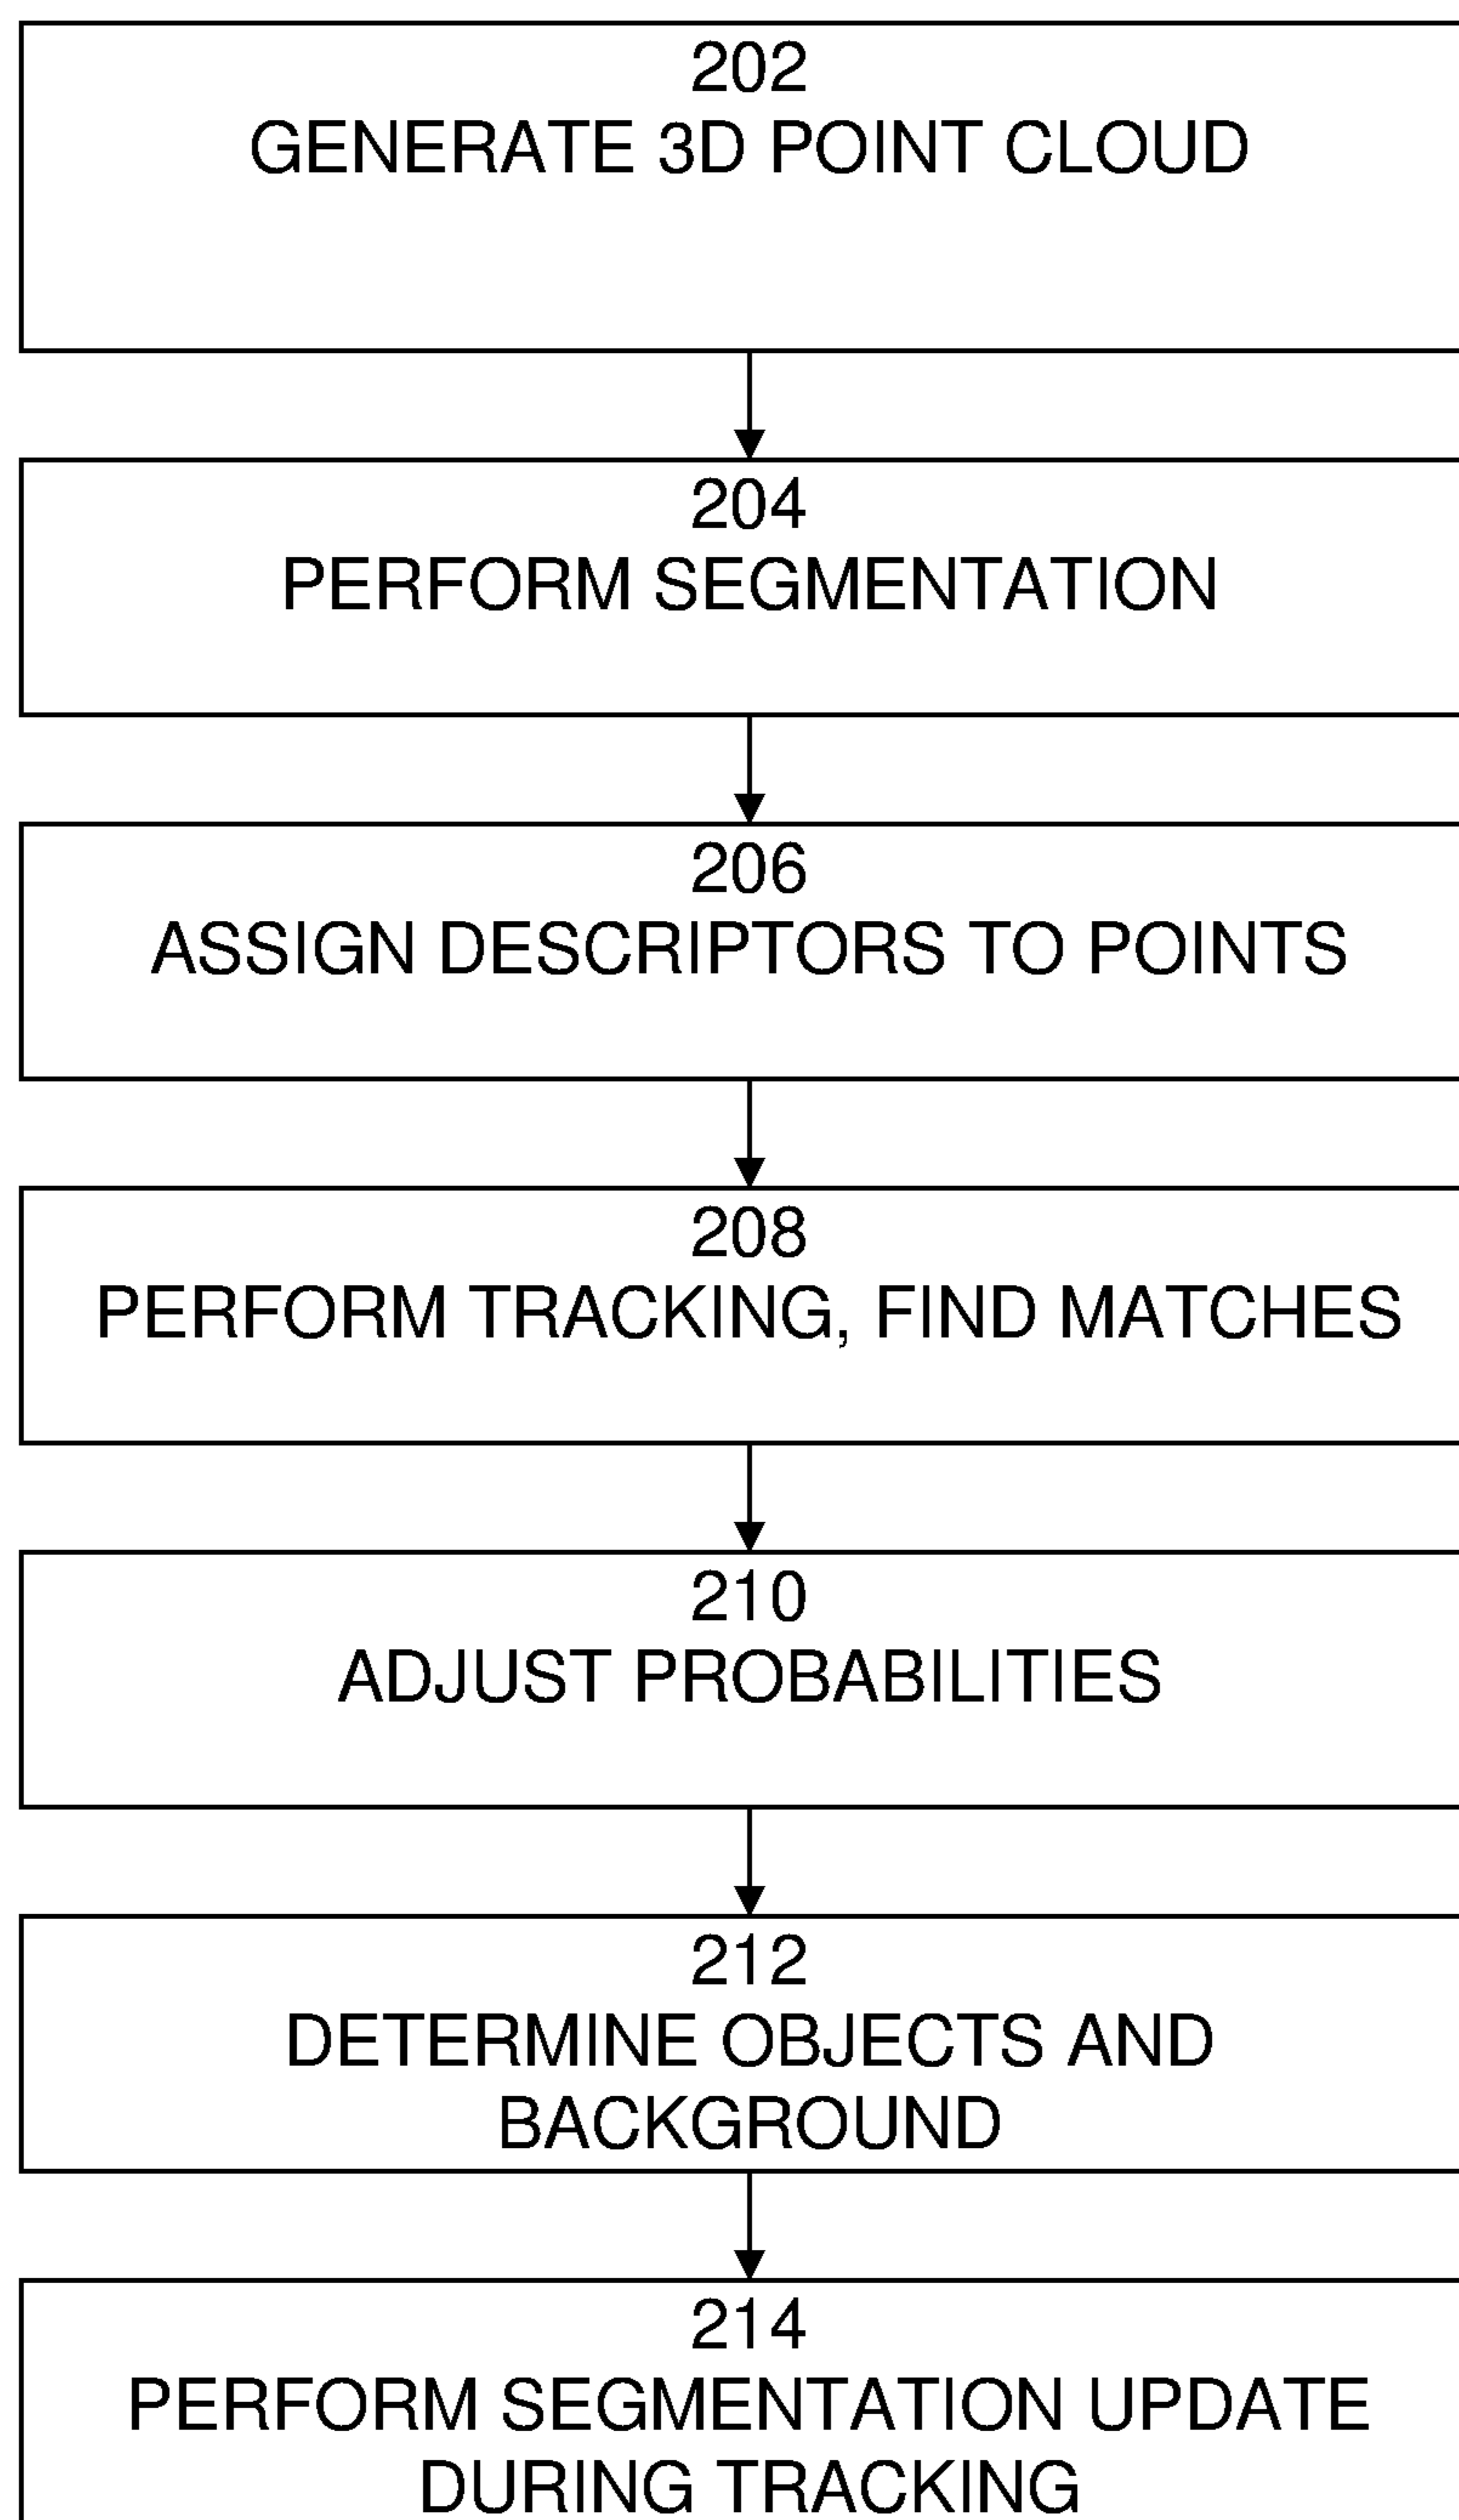 202
GENERATE 3D POINT CLOUD
204
PERFORM SEGMENTATION
206
ASSIGN DESCRIPTORS TO POINTS
208
PERFORM TRACKING, FIND MATCHES
210
ADJUST PROBABILITIES
212
DETERMINE OBJECTS AND
BACKGROUND
214
PERFORM SEGMENTATION UPDATE
DURING TRACKING